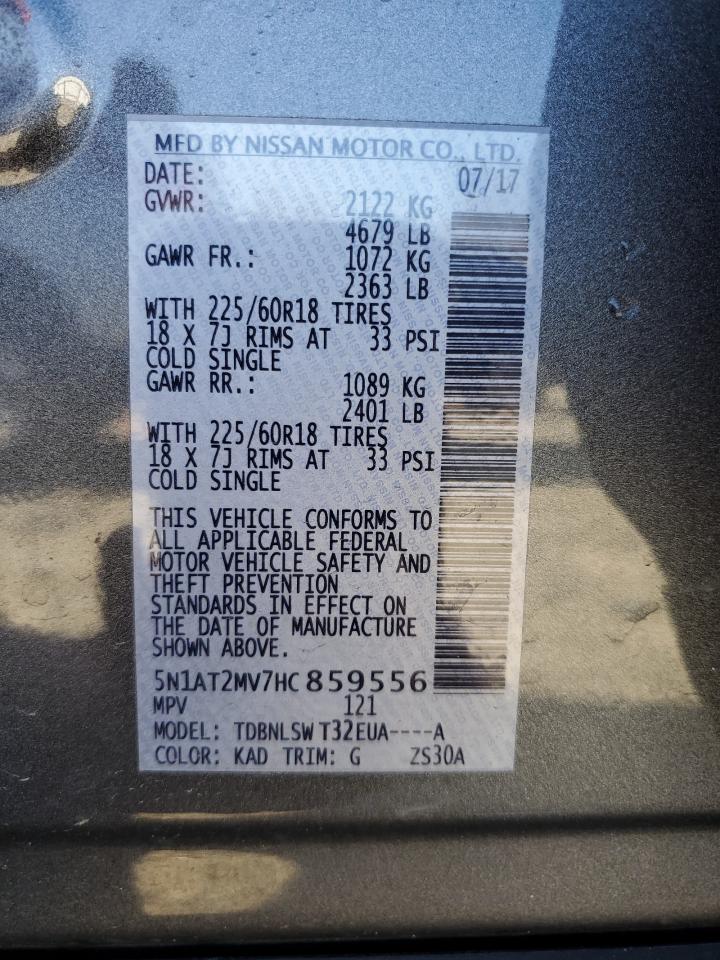 MFD BY NISSAN MOTOR CO., LTD.
DATE: 07/17
GVWR: 2122 KG
4679 LB
GAWR FR.: 1072 KG
2363 LB
WITH 225/60R18 TIRES
18 X 7J RIMS AT 33 PSI
COLD SINGLE
GAWR RR.: 1089 KG
2401 LB
WITH 225/60R18 TIRES
18 X 7J RIMS AT 33 PSI
COLD SINGLE
THIS VEHICLE CONFORMS TO
ALL APPLICABLE FEDERAL
MOTOR VEHICLE SAFETY AND
THEFT PREVENTION
STANDARDS IN EFFECT ON
THE DATE OF MANUFACTURE
SHOWN ABOVE.
5N1AT2MV7HC859556
MPV 121
MODEL: TDBNLSW T32EUA----A
COLOR: KAD TRIM: G ZS30A